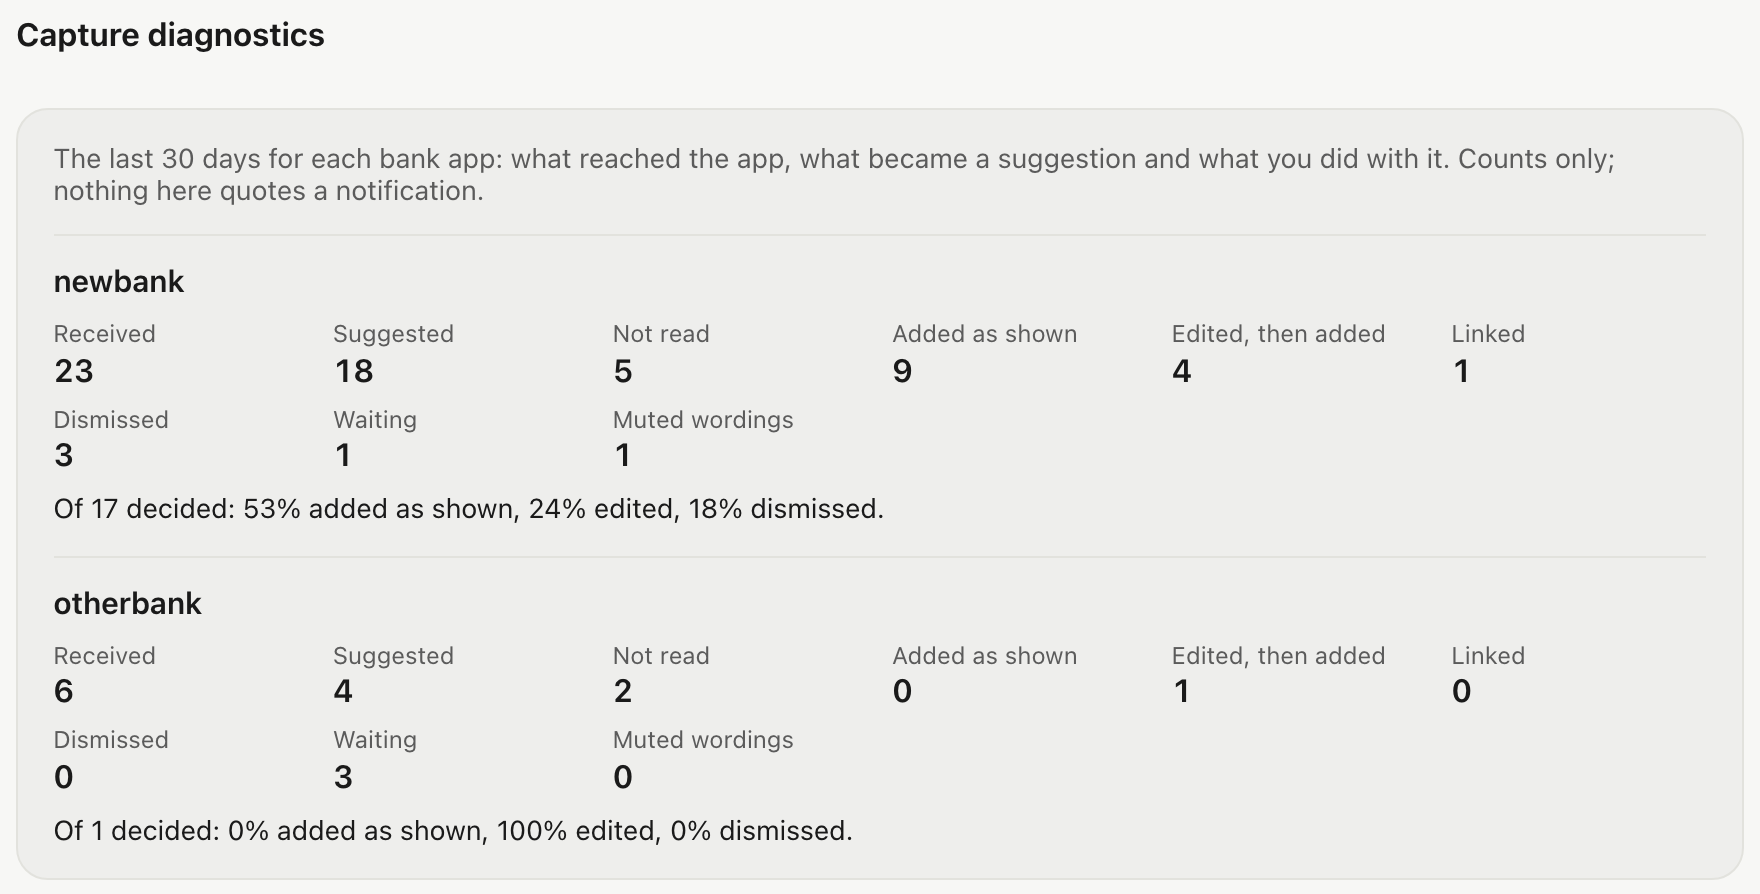 Capture diagnostics
The last 30 days for each bank app: what reached the app, what became a suggestion and what you did with it. Counts only;
nothing here quotes a notification.
newbank
Received Suggested Not read Added as shown Edited, then added Linked
23 18 5 9 4 1
Dismissed Waiting Muted wordings
3 1 1
Of 17 decided: 53% added as shown, 24% edited, 18% dismissed.
otherbank
Received Suggested Not read Added as shown Edited, then added Linked
6 4 2 0 1 0
Dismissed Waiting Muted wordings
0 3 0
Of 1 decided: 0% added as shown, 100% edited, 0% dismissed.